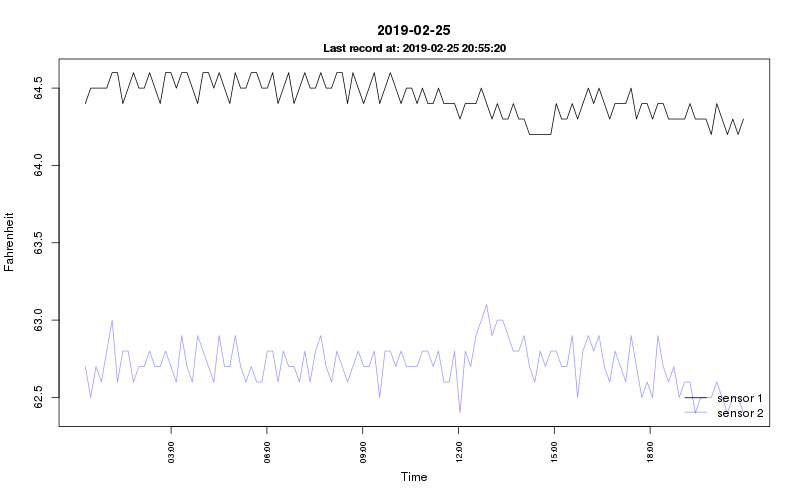 2019-02-25
Last record at: 2019-02-25 20:55:20
Fahrenheit
64.5
64.0
63.5
63.0
62.5
sensor 1
sensor 2
03:00 06:00 09:00 12:00 15:00 18:00
Time